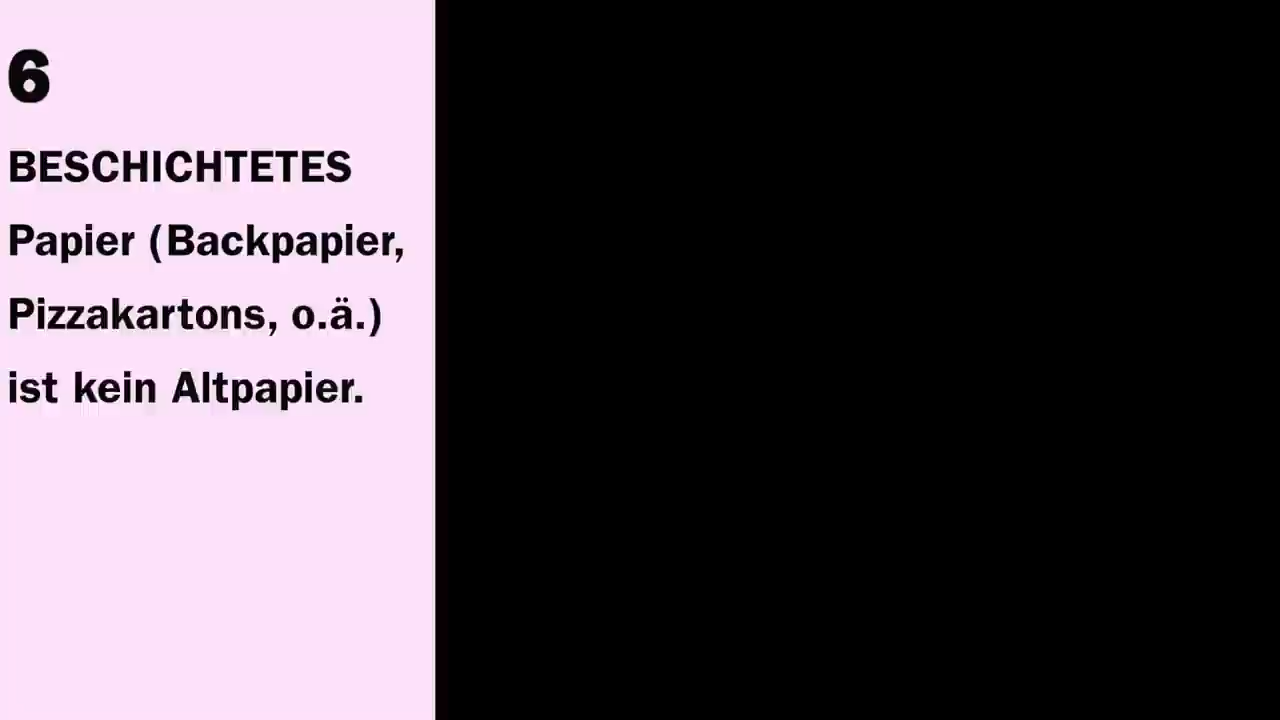 6
BESCHICHTETES
Papier (Backpapier,
Pizzakartons, o.ä.)
ist kein Altpapier.